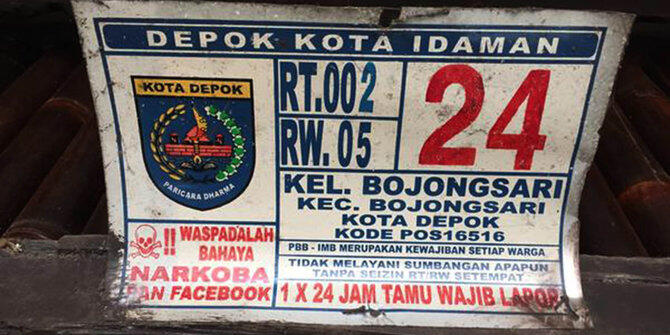 DEPOK KOTA IDAMAN
KOTA DEPOK
PARICARA DHARMA
RT.002
RW.05
24
KEL. BOJONGSARI
KEC. BOJONGSARI
KOTA DEPOK
KODE POS16516
PBB - IMB MERUPAKAN KEWAJIBAN SETIAP WARGA
TIDAK MELAYANI SUMBANGAN APAPUN
TANPA SEIZIN RT/RW SETEMPAT
1 X 24 JAM TAMU WAJIB LAPOR
!! WASPADALAH
BAHAYA
NARKOBA
DAN FACEBOOK